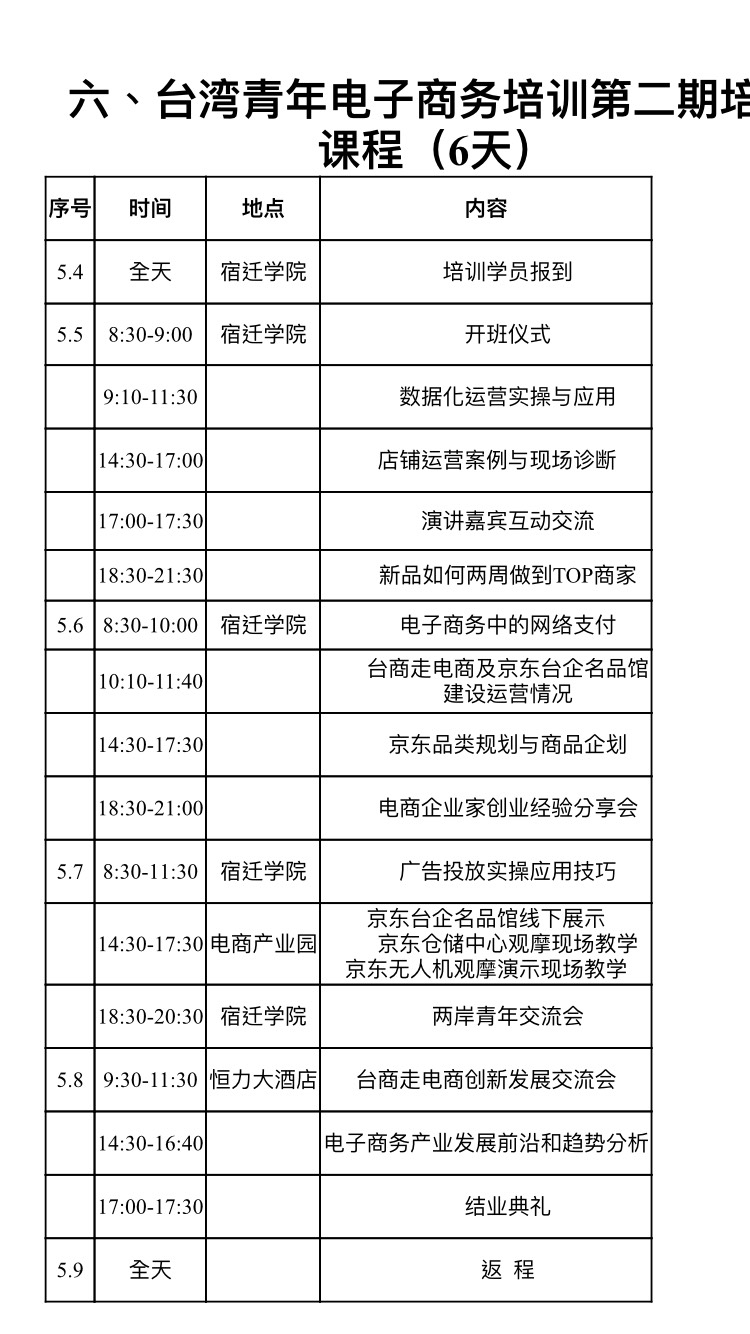 六、台湾青年电子商务培训第二期培
课程（6天）
序号 时间 地点 内容
5.4 全天 宿迁学院 培训学员报到
5.5 8:30-9:00 宿迁学院 开班仪式
9:10-11:30 数据化运营实操与应用
14:30-17:00 店铺运营案例与现场诊断
17:00-17:30 演讲嘉宾互动交流
18:30-21:30 新品如何两周做到TOP商家
5.6 8:30-10:00 宿迁学院 电子商务中的网络支付
10:10-11:40 台商走电商及京东台企名品馆
建设运营情况
14:30-17:30 京东品类规划与商品企划
18:30-21:00 电商企业家创业经验分享会
5.7 8:30-11:30 宿迁学院 广告投放实操应用技巧
京东台企名品馆线下展示
14:30-17:30 电商产业园 京东仓储中心观摩现场教学
京东无人机观摩演示现场教学
18:30-20:30 宿迁学院 两岸青年交流会
5.8 9:30-11:30 恒力大酒店 台商走电商创新发展交流会
14:30-16:40 电子商务产业发展前沿和趋势分析
17:00-17:30 结业典礼
5.9 全天 返 程